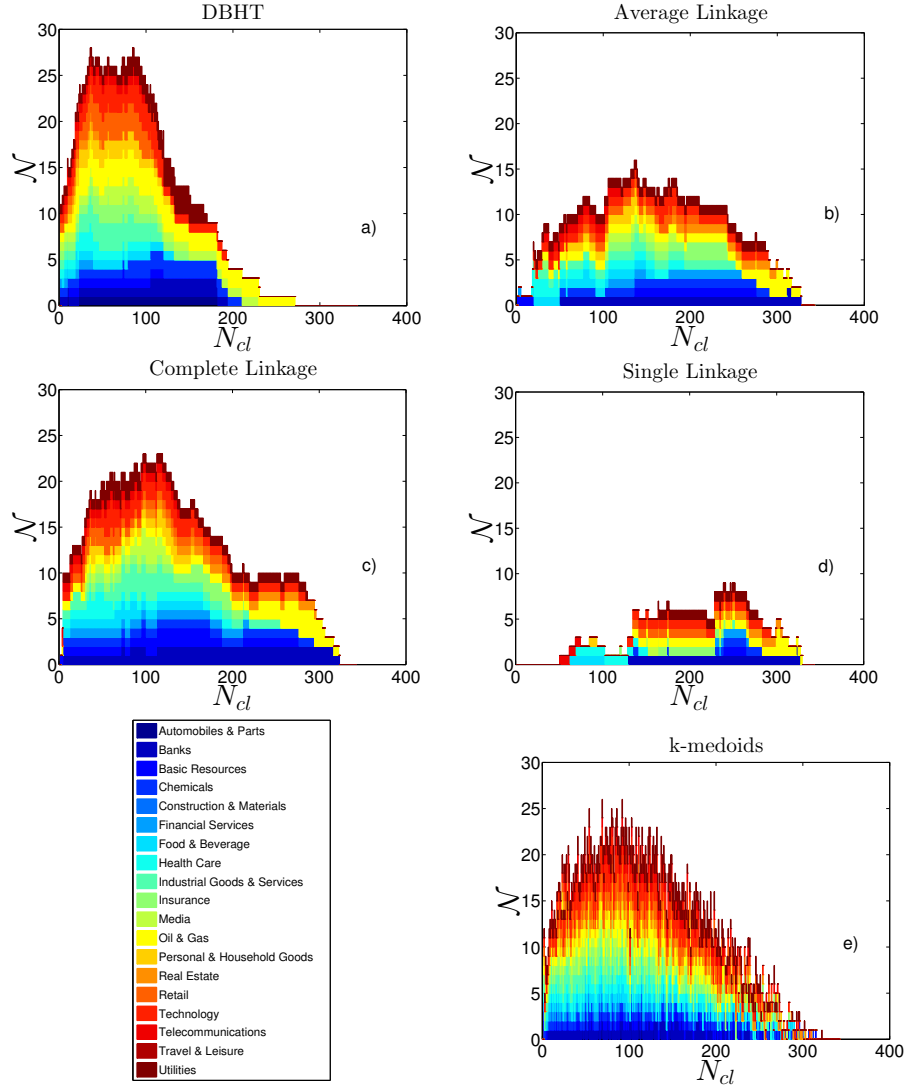 DBHT
30
25
20
15
10
5
0
𝒩
a)
0 100 200 300 400
N_cl
Average Linkage
30
25
20
15
10
5
0
𝒩
b)
0 100 200 300 400
N_cl
Complete Linkage
30
25
20
15
10
5
0
𝒩
c)
0 100 200 300 400
N_cl
Single Linkage
30
25
20
15
10
5
0
𝒩
d)
0 100 200 300 400
N_cl
Automobiles & Parts
Banks
Basic Resources
Chemicals
Construction & Materials
Financial Services
Food & Beverage
Health Care
Industrial Goods & Services
Insurance
Media
Oil & Gas
Personal & Household Goods
Real Estate
Retail
Technology
Telecommunications
Travel & Leisure
Utilities
k-medoids
30
25
20
15
10
5
0
𝒩
e)
0 100 200 300 400
N_cl